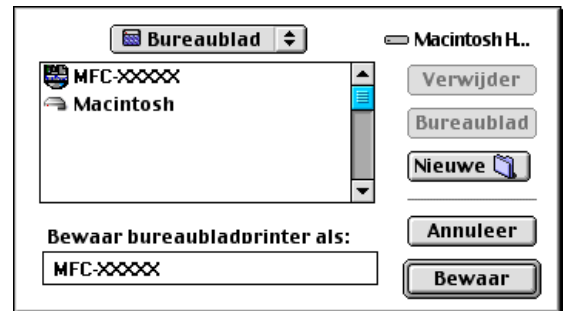 Bureaublad
Macintosh H...
MFC-XXXXX
Macintosh
Verwijder
Bureaublad
Nieuwe
Bewaar bureaubladprinter als:
MFC-XXXXX
Annuleer
Bewaar